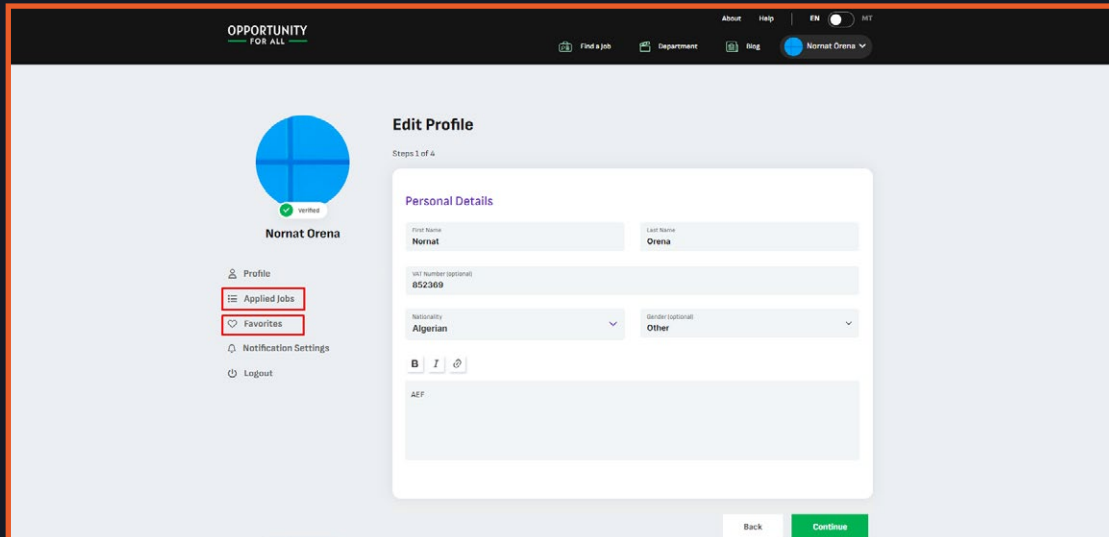 OPPORTUNITY
FOR ALL
About Help EN MT
Find a job Department Blog Nornat Orena
Verified
Nornat Orena
Profile
Applied Jobs
Favorites
Notification Settings
Logout
Edit Profile
Steps 1 of 4
Personal Details
First Name
Nornat
Last Name
Orena
VAT Number (optional)
852369
Nationality
Algerian
Gender (optional)
Other
B I
AEF
Back Continue